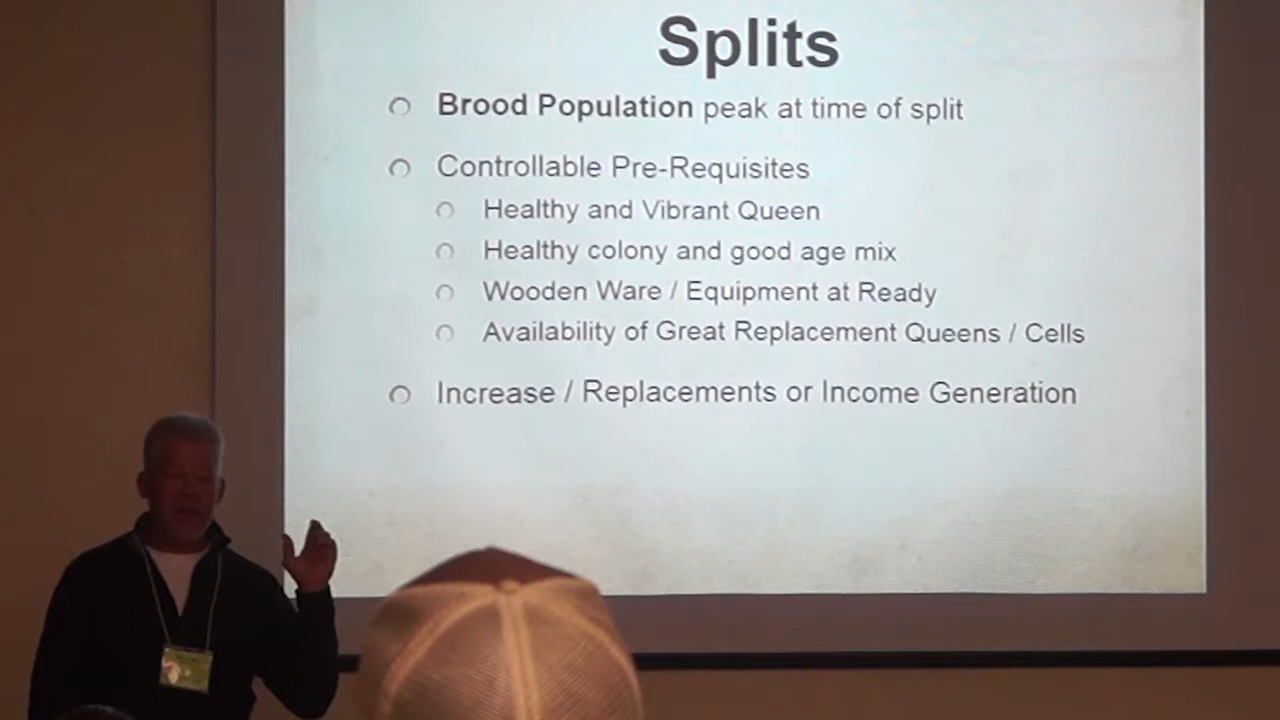 Splits
Brood Population peak at time of split
Controllable Pre-Requisites
Healthy and Vibrant Queen
Healthy colony and good age mix
Wooden Ware / Equipment at Ready
Availability of Great Replacement Queens / Cells
Increase / Replacements or Income Generation